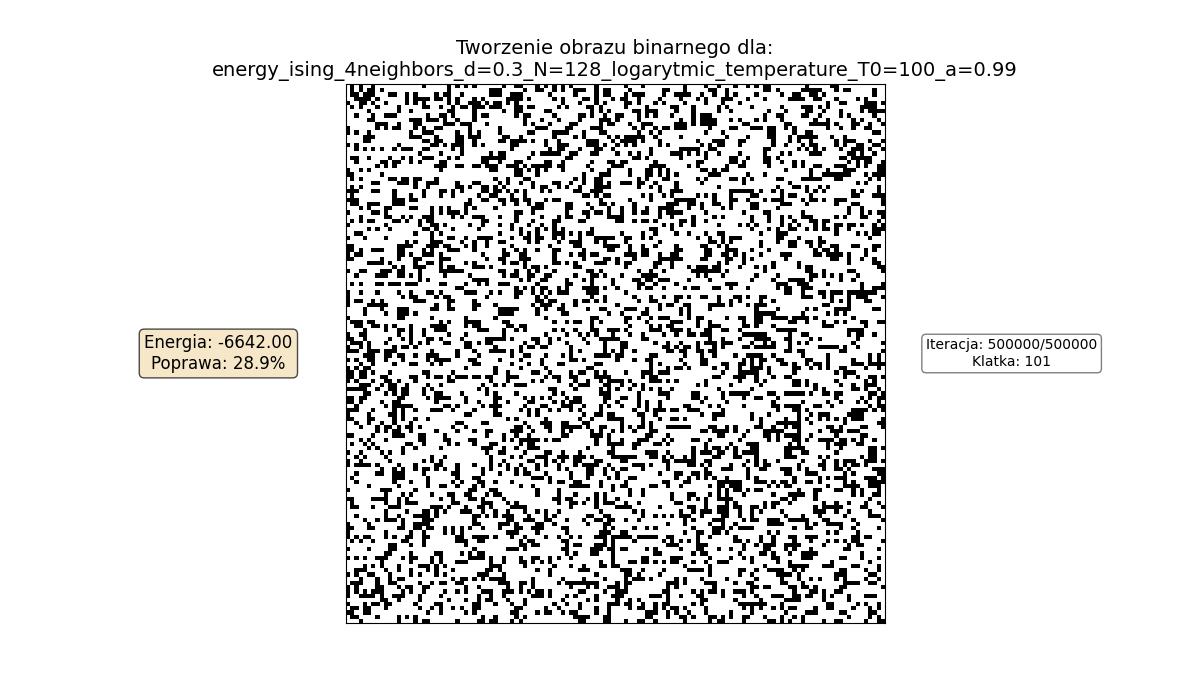 Tworzenie obrazu binarnego dla:
energy_ising_4neighbors_d=0.3_N=128_logarytmic_temperature_T0=100_a=0.99
Energia: -6642.00
Poprawa: 28.9%
Iteracja: 500000/500000
Klatka: 101